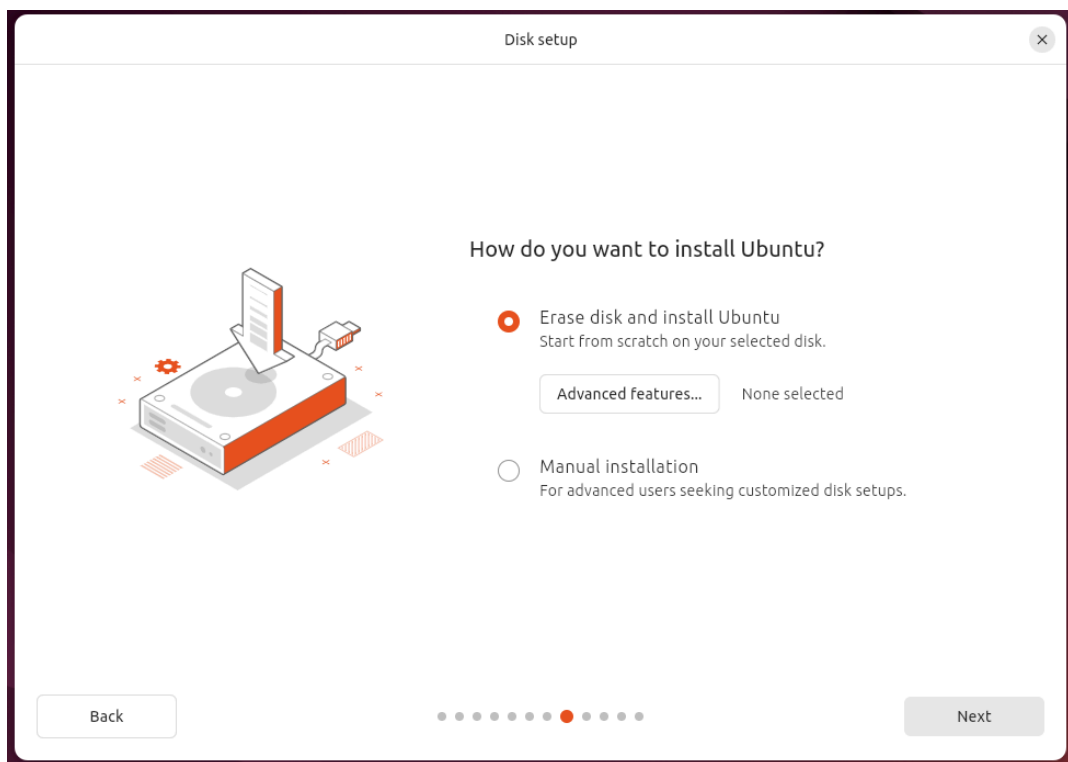 Disk setup
How do you want to install Ubuntu?
Erase disk and install Ubuntu
Start from scratch on your selected disk.
Advanced features... None selected
Manual installation
For advanced users seeking customized disk setups.
Back Next